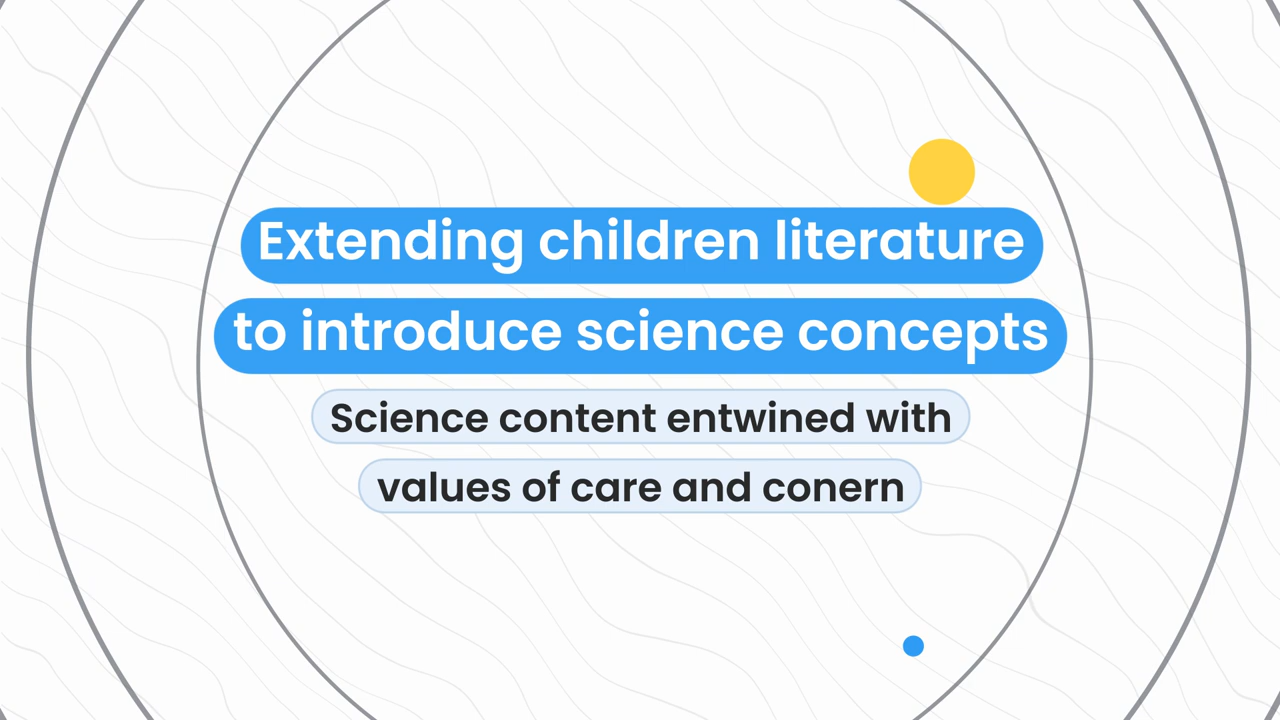 Extending children literature
to introduce science concepts
Science content entwined with
values of care and conern